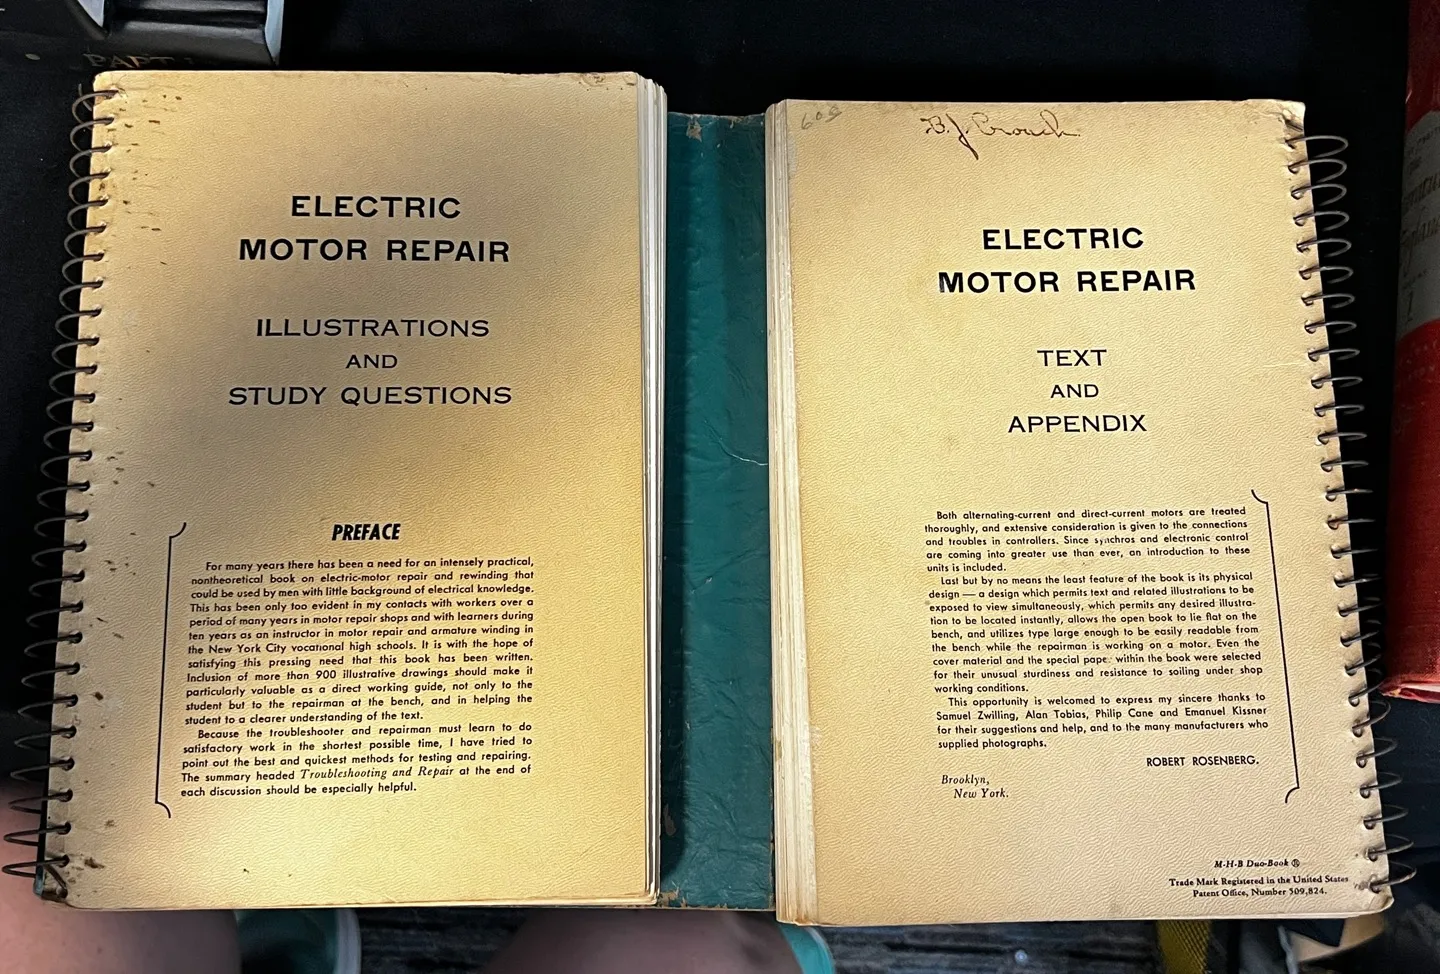 PART
ELECTRIC
MOTOR REPAIR
ILLUSTRATIONS
AND
STUDY QUESTIONS
PREFACE
For many years there has been a need for an intensely practical,
nontheoretical book on electric-motor repair and rewinding that
could be used by men with little background of electrical knowledge.
This has been only too evident in my contacts with workers over a
period of many years in motor repair shops and with learners during
ten years as an instructor in motor repair and armature winding in
the New York City vocational high schools. It is with the hope of
satisfying this pressing need that this book has been written.
Inclusion of more than 900 illustrative drawings should make it
particularly valuable as a direct working guide, not only to the
student but to the repairman at the bench, and in helping the
student to a clearer understanding of the text.
Because the troubleshooter and repairman must learn to do
satisfactory work in the shortest possible time, I have tried to
point out the best and quickest methods for testing and repairing.
The summary headed Troubleshooting and Repair at the end of
each discussion should be especially helpful.
B. J. Crouch
ELECTRIC
MOTOR REPAIR
TEXT
AND
APPENDIX
Both alternating-current and direct-current motors are treated
thoroughly, and extensive consideration is given to the connections
and troubles in controllers. Since synchros and electronic control
are coming into greater use than ever, an introduction to these
units is included.
Last but by no means the least feature of the book is its physical
design — a design which permits text and related illustrations to be
exposed to view simultaneously, which permits any desired illustra-
tion to be located instantly, allows the open book to lie flat on the
bench, and utilizes type large enough to be easily readable from
the bench while the repairman is working on a motor. Even the
cover material and the special paper within the book were selected
for their unusual sturdiness and resistance to soiling under shop
working conditions.
This opportunity is welcomed to express my sincere thanks to
Samuel Zwilling, Alan Tobias, Philip Cane and Emanuel Kissner
for their suggestions and help, and to the many manufacturers who
supplied photographs.
ROBERT ROSENBERG.
Brooklyn,
New York.
M-H-B Duo-Book ®
Trade Mark Registered in the United States
Patent Office, Number 509,824.